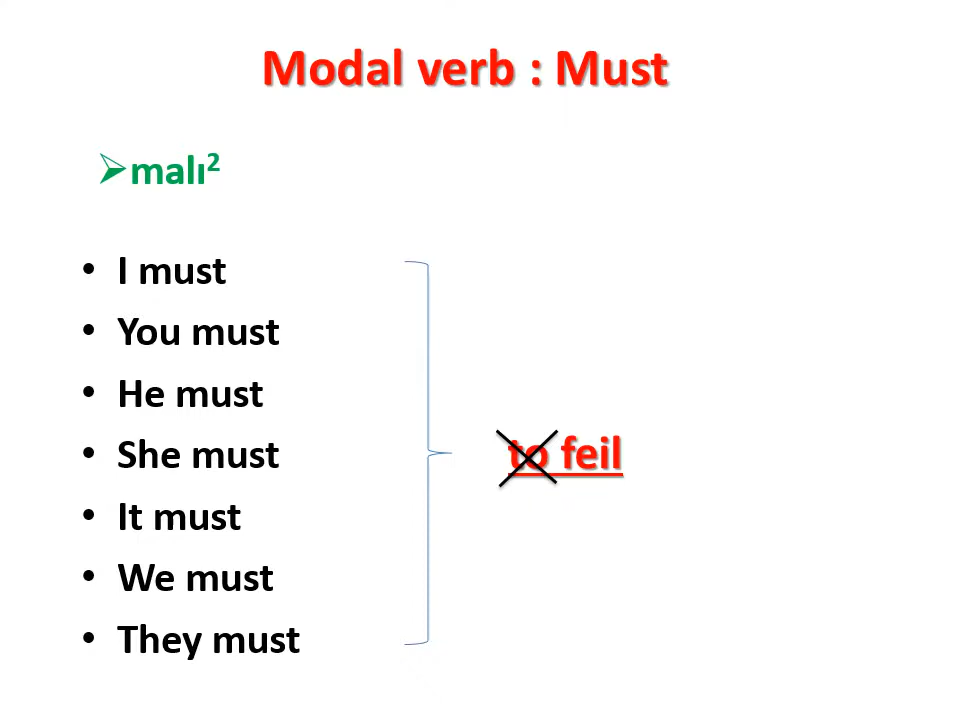 Modal verb : Must
malı²
I must
You must
He must
She must
to feil
It must
We must
They must